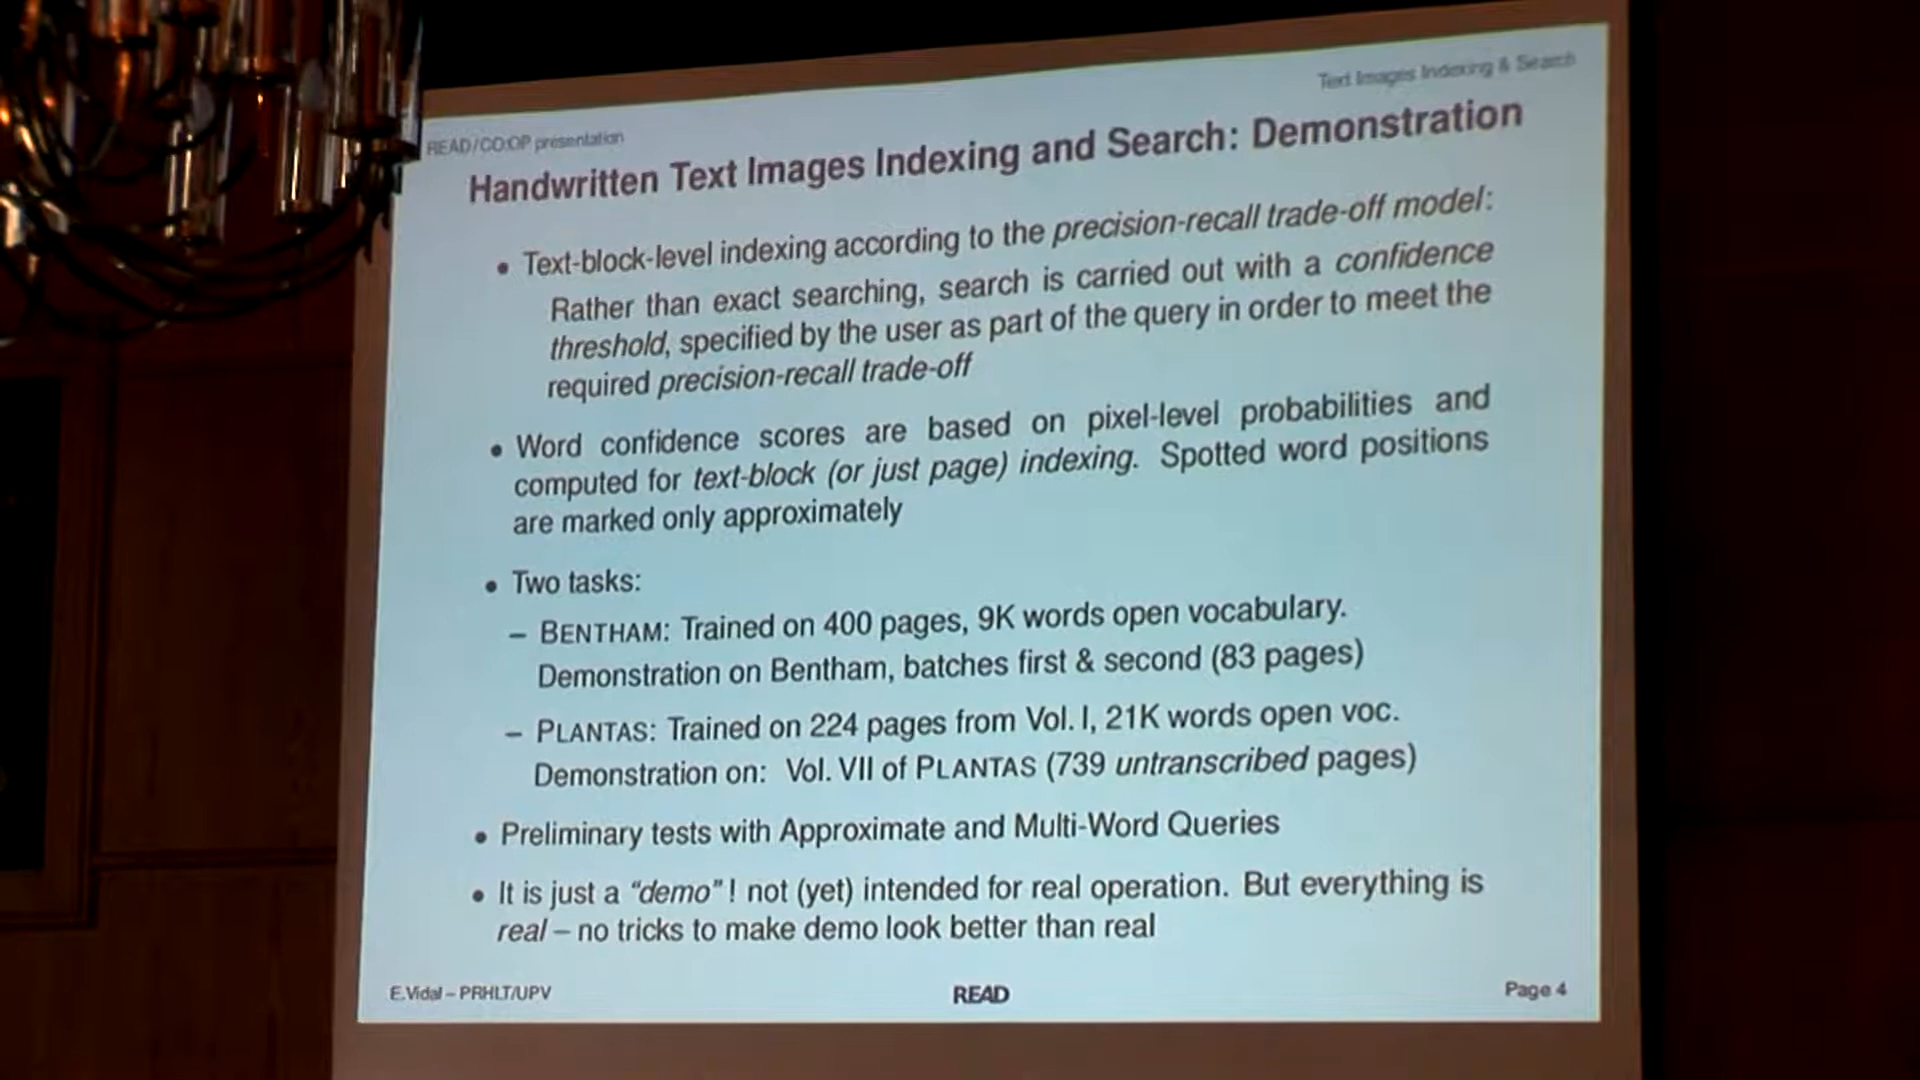 READ/CO:OP presentation
Text Images Indexing & Search
Handwritten Text Images Indexing and Search: Demonstration
• Text-block-level indexing according to the precision-recall trade-off model:
Rather than exact searching, search is carried out with a confidence
threshold, specified by the user as part of the query in order to meet the
required precision-recall trade-off
• Word confidence scores are based on pixel-level probabilities and
computed for text-block (or just page) indexing. Spotted word positions
are marked only approximately
• Two tasks:
– BENTHAM: Trained on 400 pages, 9K words open vocabulary.
Demonstration on Bentham, batches first & second (83 pages)
– PLANTAS: Trained on 224 pages from Vol. I, 21K words open voc.
Demonstration on: Vol. VII of PLANTAS (739 untranscribed pages)
• Preliminary tests with Approximate and Multi-Word Queries
• It is just a “demo”! not (yet) intended for real operation. But everything is
real – no tricks to make demo look better than real
E.Vidal – PRHLT/UPV
READ
Page 4